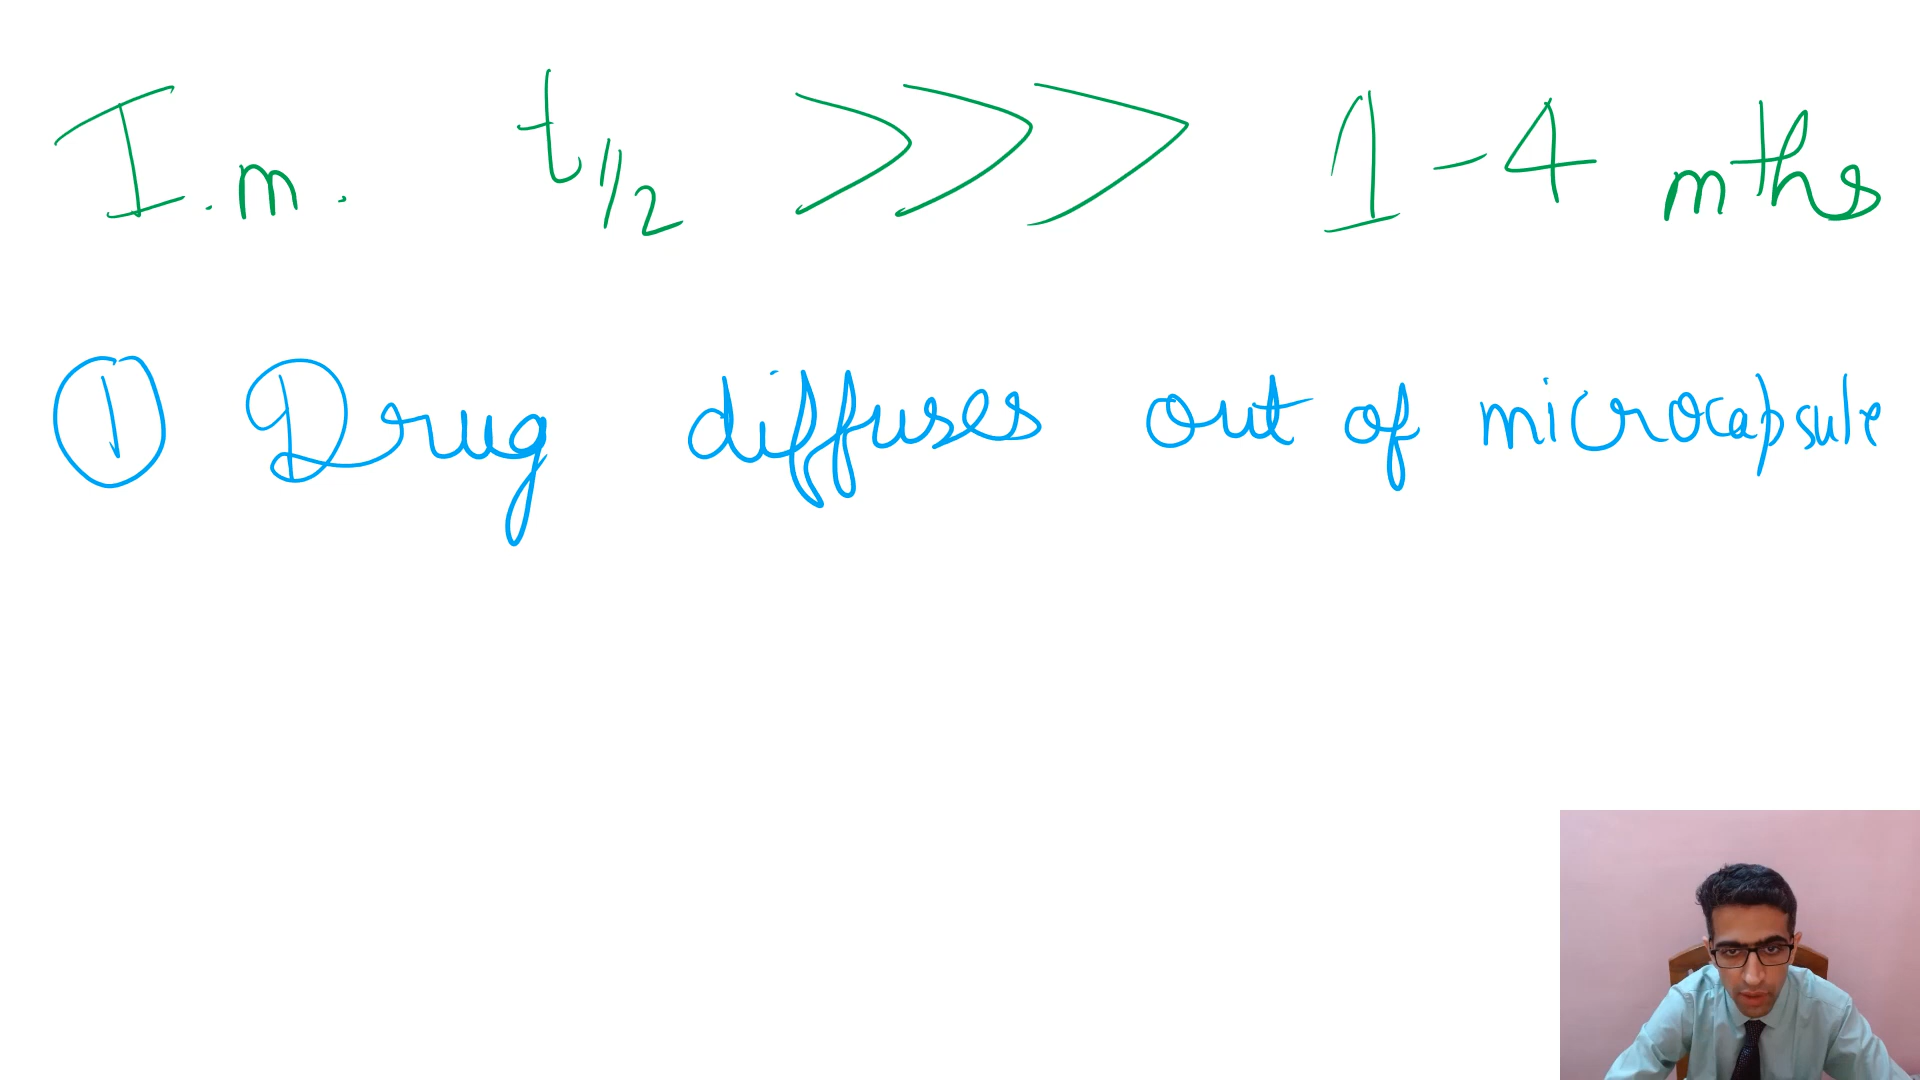 I.m. t1/2 >>> 1-4 mths
① Drug diffuses out of microcapsule